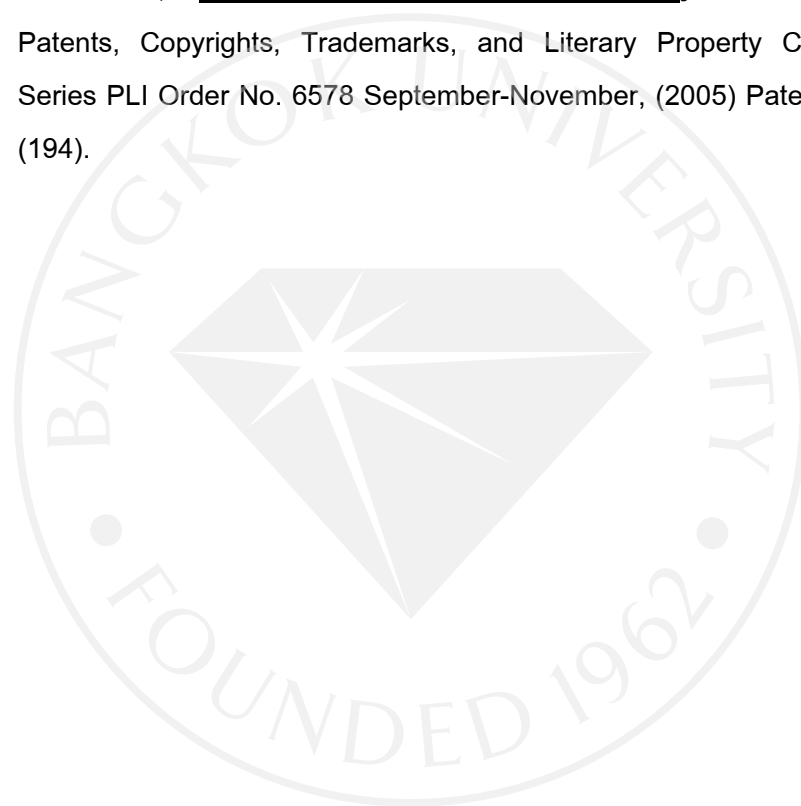 Patents, Copyrights, Trademarks, and Literary Property
Series PLI Order No. 6578 September-November, (2005)
(194).
BANGKOK UNIVERSITY
• FOUNDED 1962 •